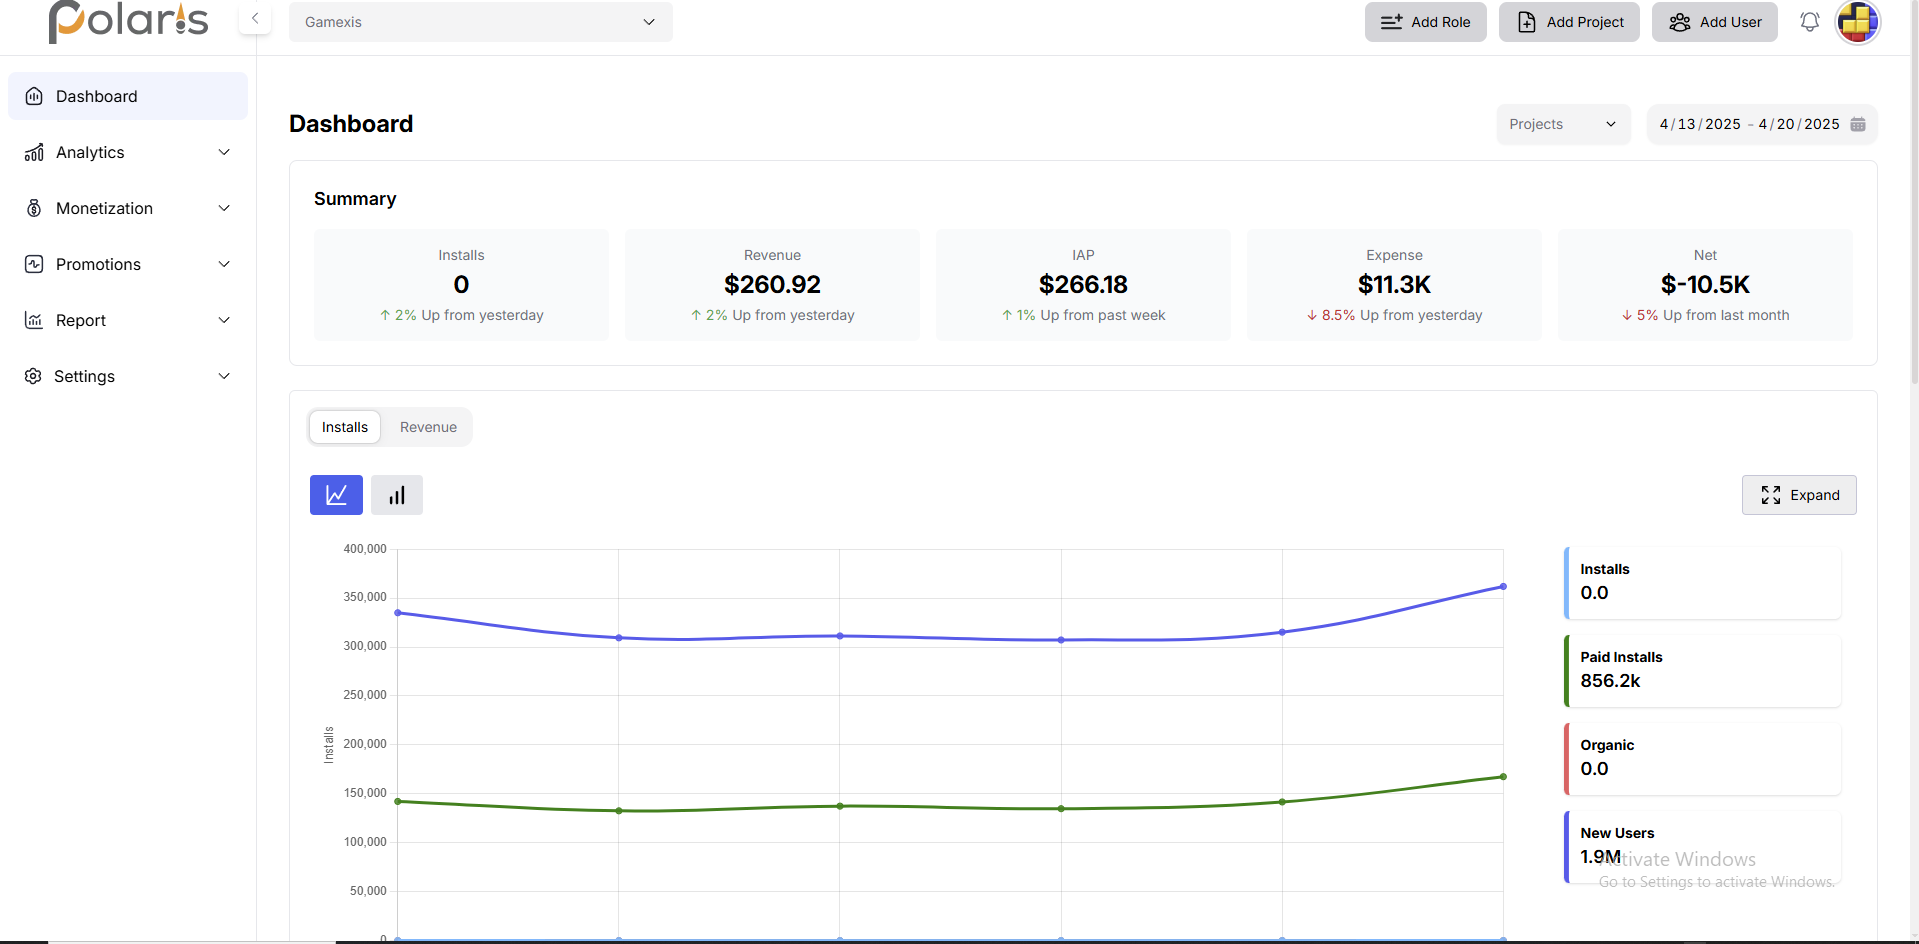 Polaris
Gamexis
Add Role
Add Project
Add User
Dashboard
Analytics
Monetization
Promotions
Report
Settings
Dashboard
Projects
4/13/2025 - 4/20/2025
Summary
Installs
0
↑ 2% Up from yesterday
Revenue
$260.92
↑ 2% Up from yesterday
IAP
$266.18
↑ 1% Up from past week
Expense
$11.3K
↓ 8.5% Up from yesterday
Net
$-10.5K
↓ 5% Up from last month
Installs
Revenue
Expand
400,000
350,000
300,000
250,000
200,000
150,000
100,000
50,000
0
Installs
Installs
0.0
Paid Installs
856.2k
Organic
0.0
New Users
1.9M
Activate Windows
Go to Settings to activate Windows.